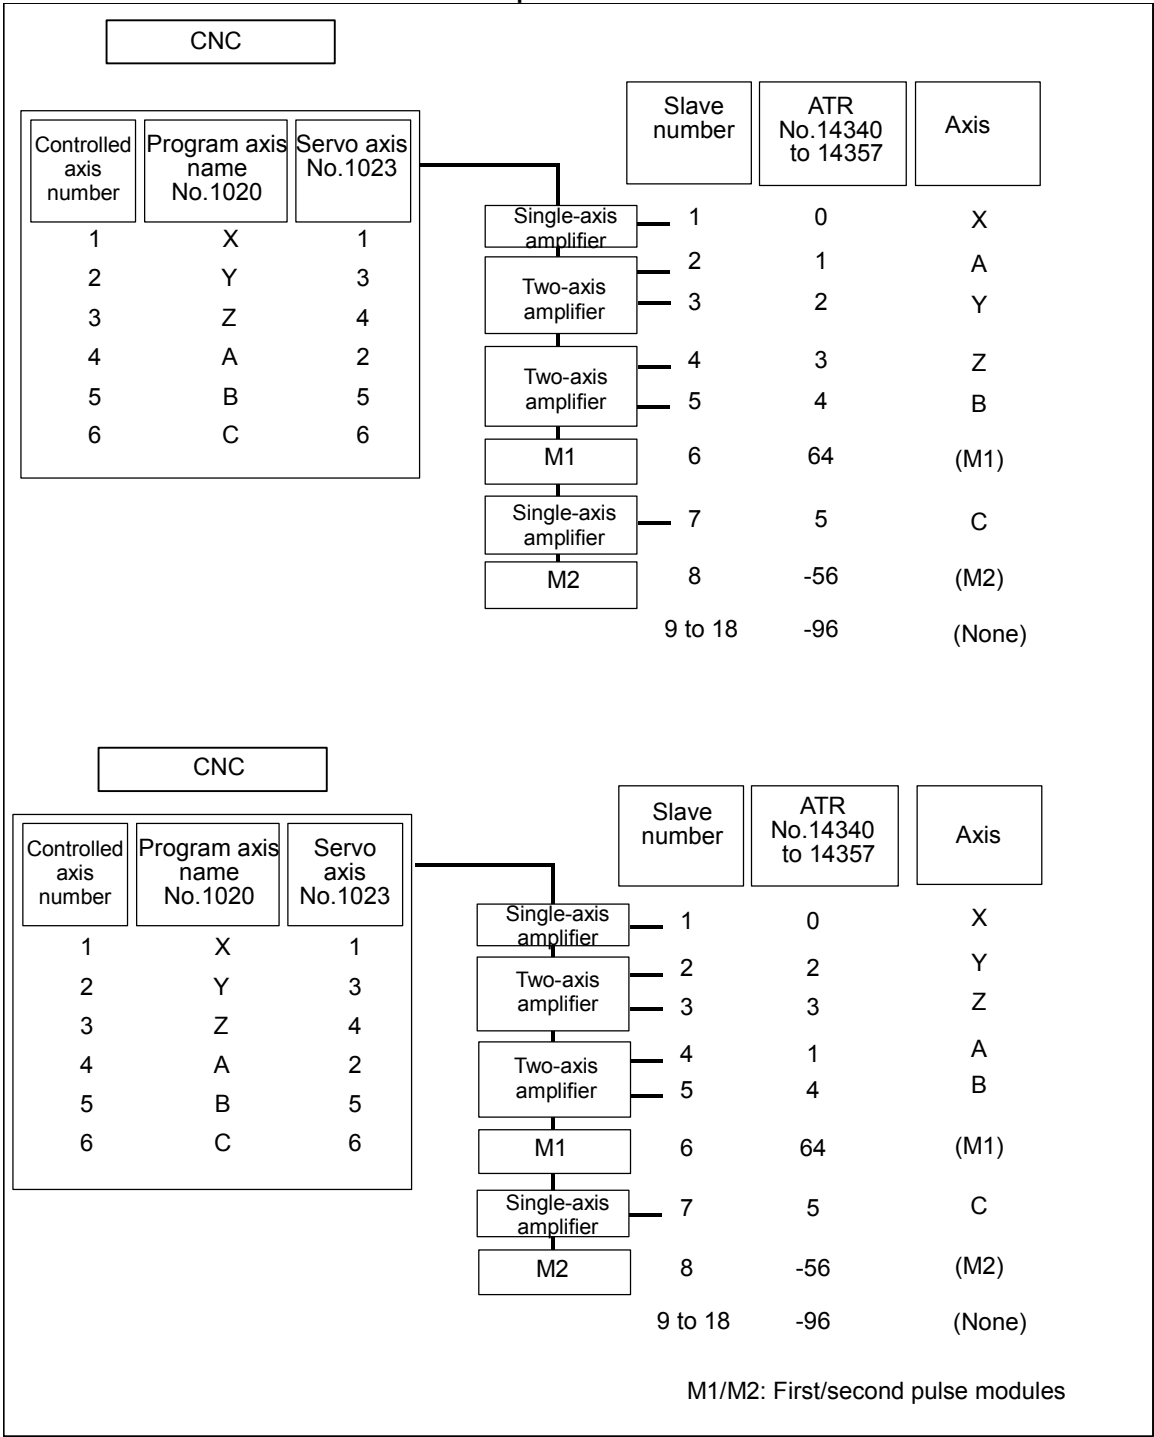 CNC
Controlled
axis
number
Program axis
name
No.1020
Servo axis
No.1023
1 X 1
2 Y 3
3 Z 4
4 A 2
5 B 5
6 C 6
Slave
number
ATR
No.14340
to 14357
Axis
Single-axis
amplifier
1 0 X
Two-axis
amplifier
2 1 A
3 2 Y
Two-axis
amplifier
4 3 Z
5 4 B
M1 6 64 (M1)
Single-axis
amplifier
7 5 C
M2 8 -56 (M2)
9 to 18 -96 (None)
CNC
Controlled
axis
number
Program axis
name
No.1020
Servo
axis
No.1023
1 X 1
2 Y 3
3 Z 4
4 A 2
5 B 5
6 C 6
Slave
number
ATR
No.14340
to 14357
Axis
Single-axis
amplifier
1 0 X
Two-axis
amplifier
2 2 Y
3 3 Z
Two-axis
amplifier
4 1 A
5 4 B
M1 6 64 (M1)
Single-axis
amplifier
7 5 C
M2 8 -56 (M2)
9 to 18 -96 (None)
M1/M2: First/second pulse modules